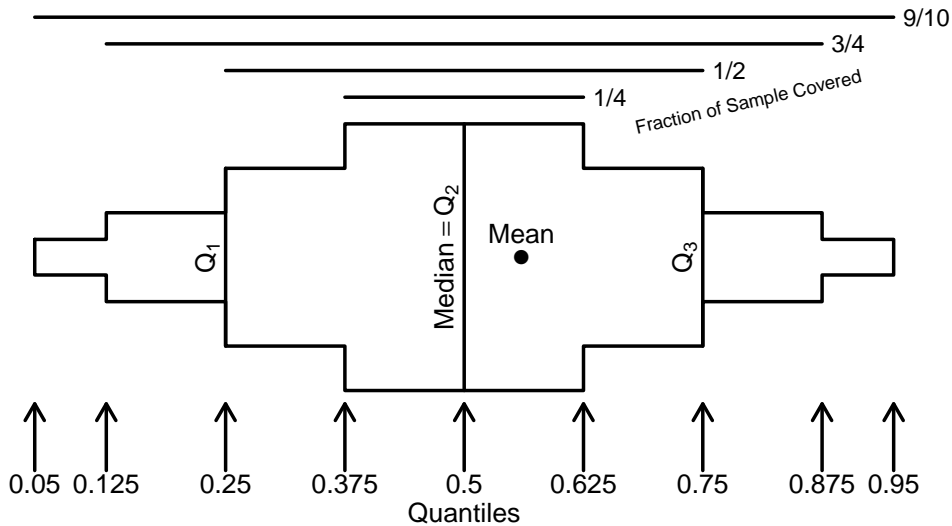 9/10
3/4
1/2
1/4
Fraction of Sample Covered
Q1
Median = Q2
Mean
Q3
0.05 0.125 0.25 0.375 0.5 0.625 0.75 0.875 0.95
Quantiles